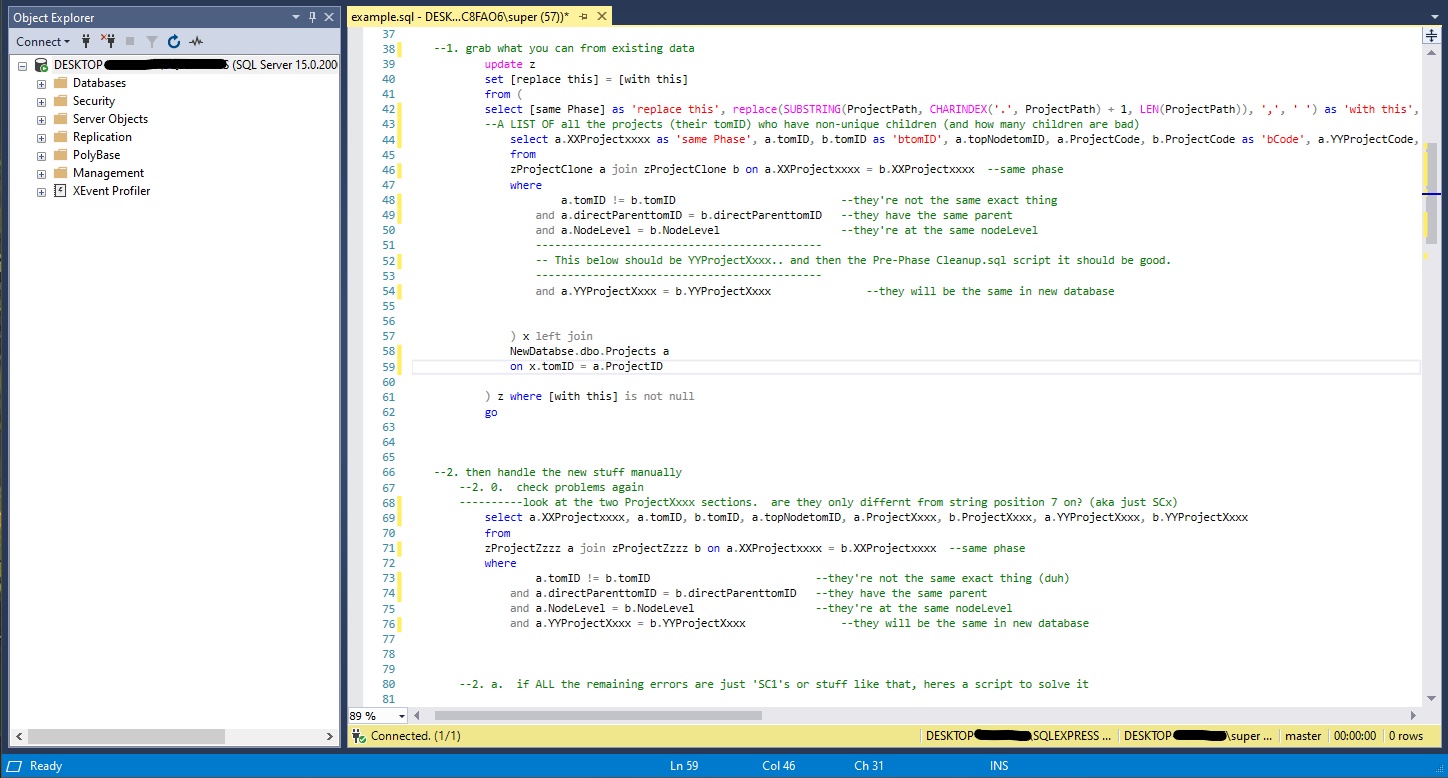 Object Explorer
Connect
DESKTOP S (SQL Server 15.0.200
Databases
Security
Server Objects
Replication
PolyBase
Management
XEvent Profiler
example.sql - DESK...C8FAO6\super (57))*
37
38 --1. grab what you can from existing data
39 update z
40 set [replace this] = [with this]
41 from (
42 select [same Phase] as 'replace this', replace(SUBSTRING(ProjectPath, CHARINDEX('.', ProjectPath) + 1, LEN(ProjectPath)), ',', ' ') as 'with this',
43 --A LIST OF all the projects (their tomID) who have non-unique children (and how many children are bad)
44 select a.XXProjectxxxx as 'same Phase', a.tomID, b.tomID as 'btomID', a.topNodetomID, a.ProjectCode, b.ProjectCode as 'bCode', a.YYProjectCode,
45 from
46 zProjectClone a join zProjectClone b on a.XXProjectxxxx = b.XXProjectxxxx --same phase
47 where
48 a.tomID != b.tomID --they're not the same exact thing
49 and a.directParenttomID = b.directParenttomID --they have the same parent
50 and a.NodeLevel = b.NodeLevel --they're at the same nodeLevel
51 ---------------------------------------------
52 -- This below should be YYProjectXxxx.. and then the Pre-Phase Cleanup.sql script it should be good.
53 ---------------------------------------------
54 and a.YYProjectXxxx = b.YYProjectXxxx --they will be the same in new database
55
56
57 ) x left join
58 NewDatabse.dbo.Projects a
59 on x.tomID = a.ProjectID
60
61 ) z where [with this] is not null
62 go
63
64
65
66 --2. then handle the new stuff manually
67 --2. 0. check problems again
68 ----------look at the two ProjectXxxx sections. are they only differnt from string position 7 on? (aka just SCx)
69 select a.XXProjectxxxx, a.tomID, b.tomID, a.topNodetomID, a.ProjectXxxx, b.ProjectXxxx, a.YYProjectXxxx, b.YYProjectXxxx
70 from
71 zProjectZzzz a join zProjectZzzz b on a.XXProjectxxxx = b.XXProjectxxxx --same phase
72 where
73 a.tomID != b.tomID --they're not the same exact thing (duh)
74 and a.directParenttomID = b.directParenttomID --they have the same parent
75 and a.NodeLevel = b.NodeLevel --they're at the same nodeLevel
76 and a.YYProjectXxxx = b.YYProjectXxxx --they will be the same in new database
77
78
79
80 --2. a. if ALL the remaining errors are just 'SC1's or stuff like that, heres a script to solve it
81
89 %
Connected. (1/1) DESKTOP \SQLEXPRESS ... DESKTOP \super ... master 00:00:00 0 rows
Ready Ln 59 Col 46 Ch 31 INS